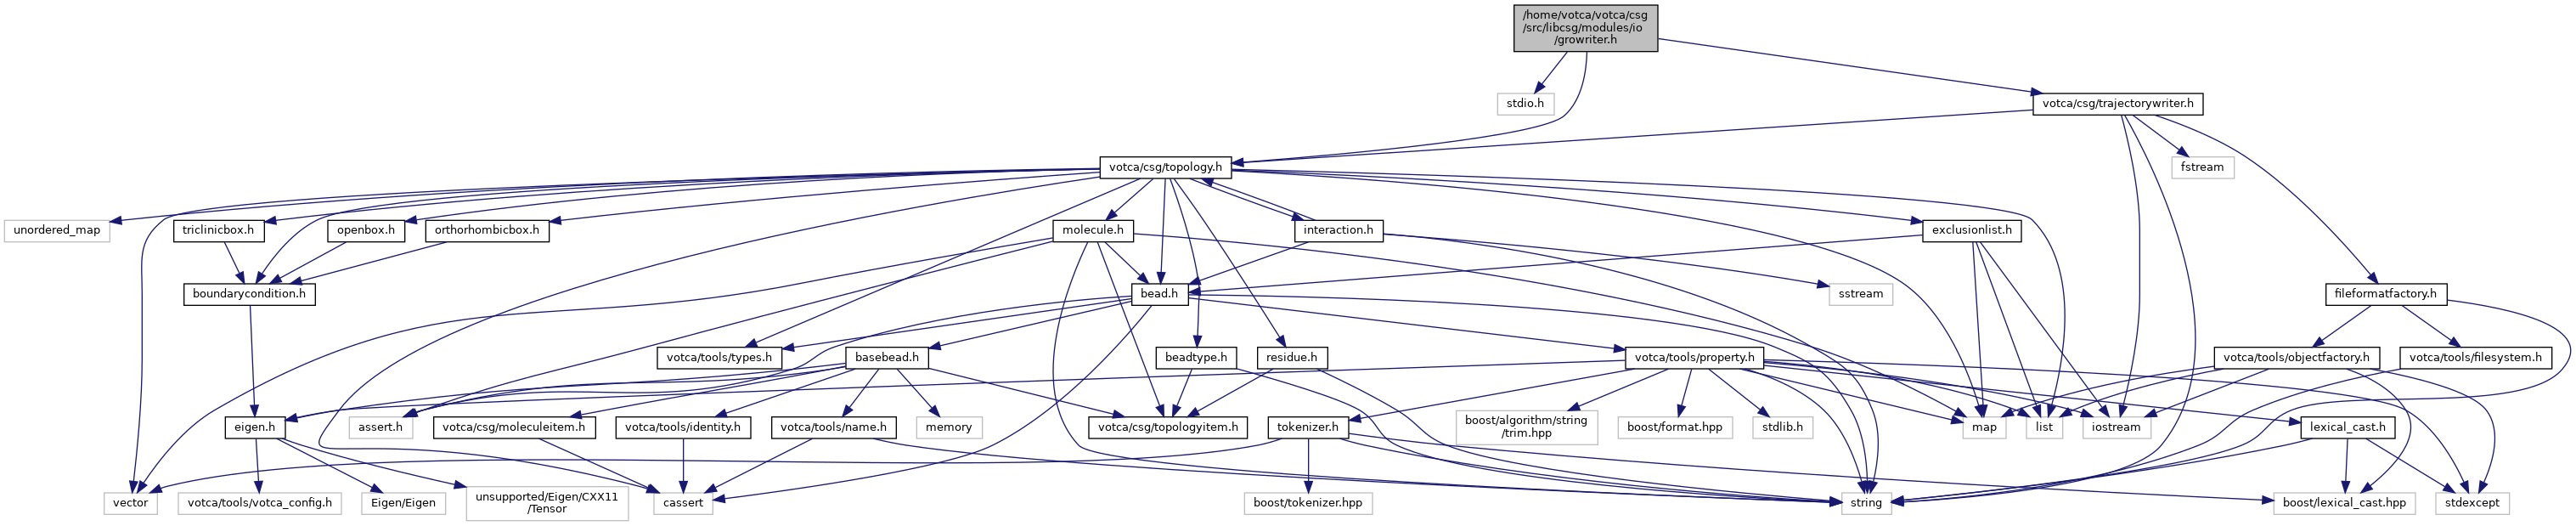 /home/votca/votca/csg
/src/libcsg/modules/io
/growriter.h
stdio.h
votca/csg/trajectorywriter.h
votca/csg/topology.h
fstream
unordered_map
triclinicbox.h
openbox.h
orthorhombicbox.h
molecule.h
interaction.h
exclusionlist.h
boundarycondition.h
bead.h
sstream
fileformatfactory.h
votca/tools/types.h
basebead.h
beadtype.h
residue.h
votca/tools/property.h
votca/tools/objectfactory.h
votca/tools/filesystem.h
eigen.h
assert.h
votca/csg/moleculeitem.h
votca/tools/identity.h
votca/tools/name.h
memory
votca/csg/topologyitem.h
tokenizer.h
boost/algorithm/string
/trim.hpp
boost/format.hpp
stdlib.h
map
list
iostream
lexical_cast.h
vector
votca/tools/votca_config.h
Eigen/Eigen
unsupported/Eigen/CXX11
/Tensor
cassert
boost/tokenizer.hpp
string
boost/lexical_cast.hpp
stdexcept